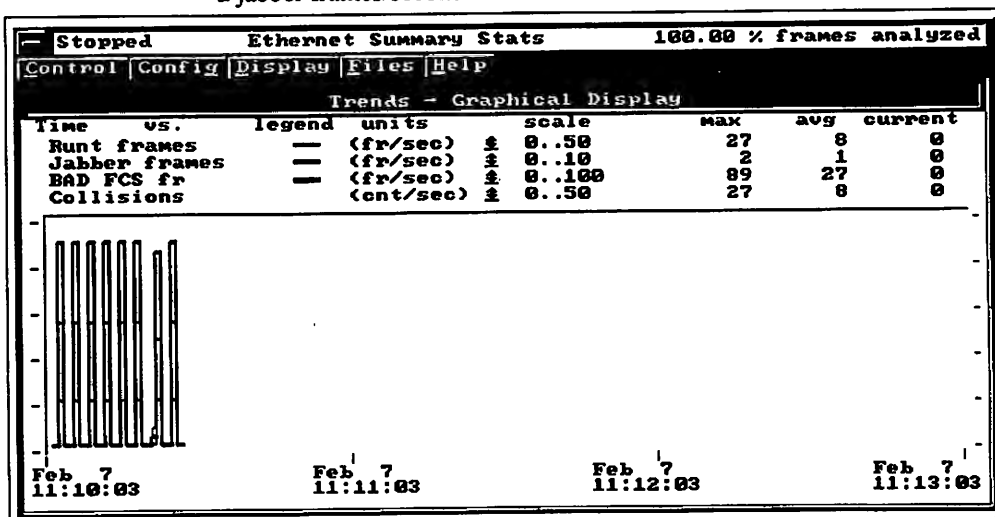 Stopped Ethernet Summary Stats 100.00 % frames analyzed
Control Config Display Files Help
Trends - Graphical Display
Time vs. legend units scale max avg current
Runt frames (fr/sec) 0..50 27 8 0
Jabber frames (fr/sec) 0..10 2 1 0
BAD FCS fr (fr/sec) 0..100 89 27 0
Collisions (cnt/sec) 0..50 27 8 0
Feb 7 Feb 7 Feb 7 Feb 7
11:10:03 11:11:03 11:12:03 11:13:03